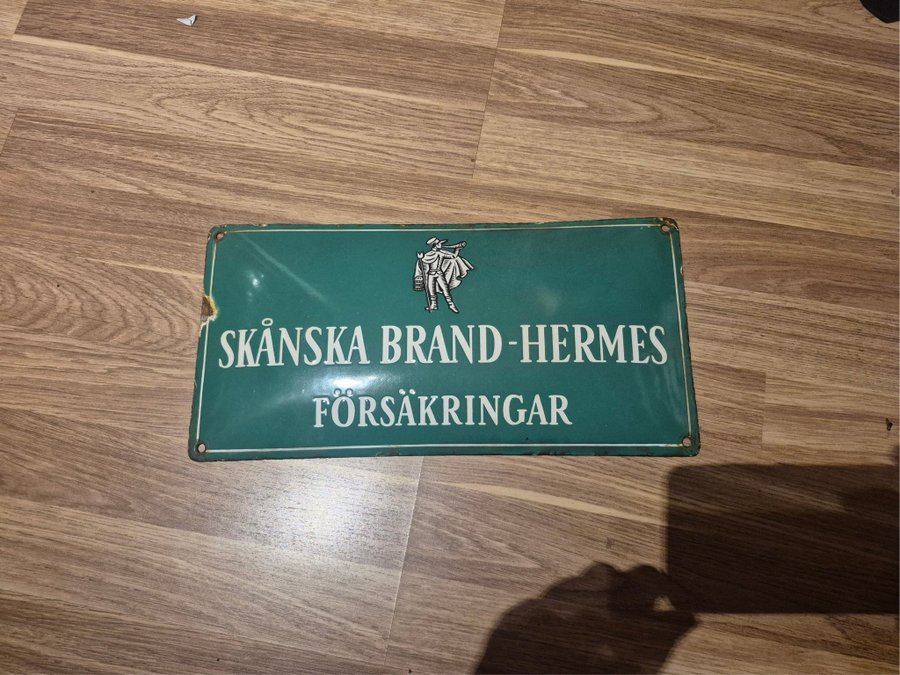 SKÅNSKA BRAND-HERMES
FÖRSÄKRINGAR